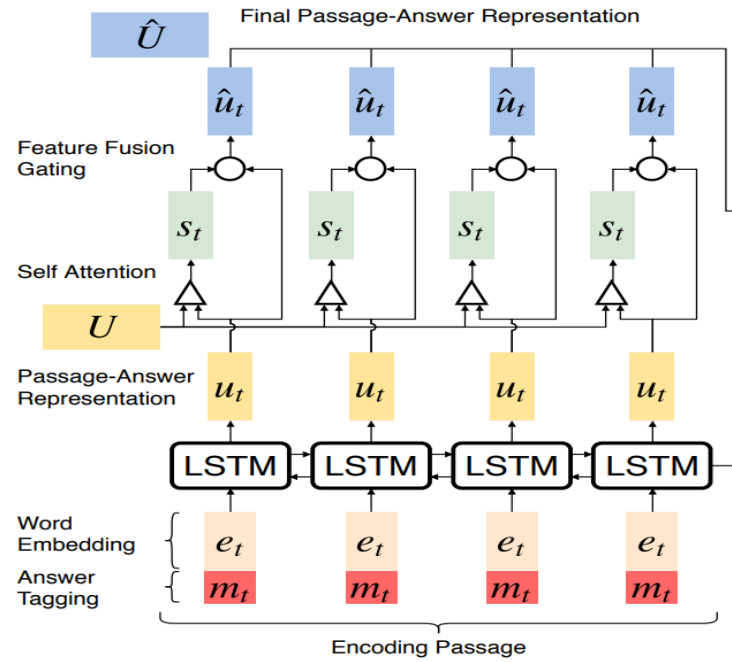 Final Passage-Answer Representation
Û
û_t û_t û_t û_t
Feature Fusion
Gating
s_t s_t s_t s_t
Self Attention
U
Passage-Answer
Representation
u_t u_t u_t u_t
LSTM LSTM LSTM LSTM
Word
Embedding
e_t e_t e_t e_t
Answer
Tagging
m_t m_t m_t m_t
Encoding Passage